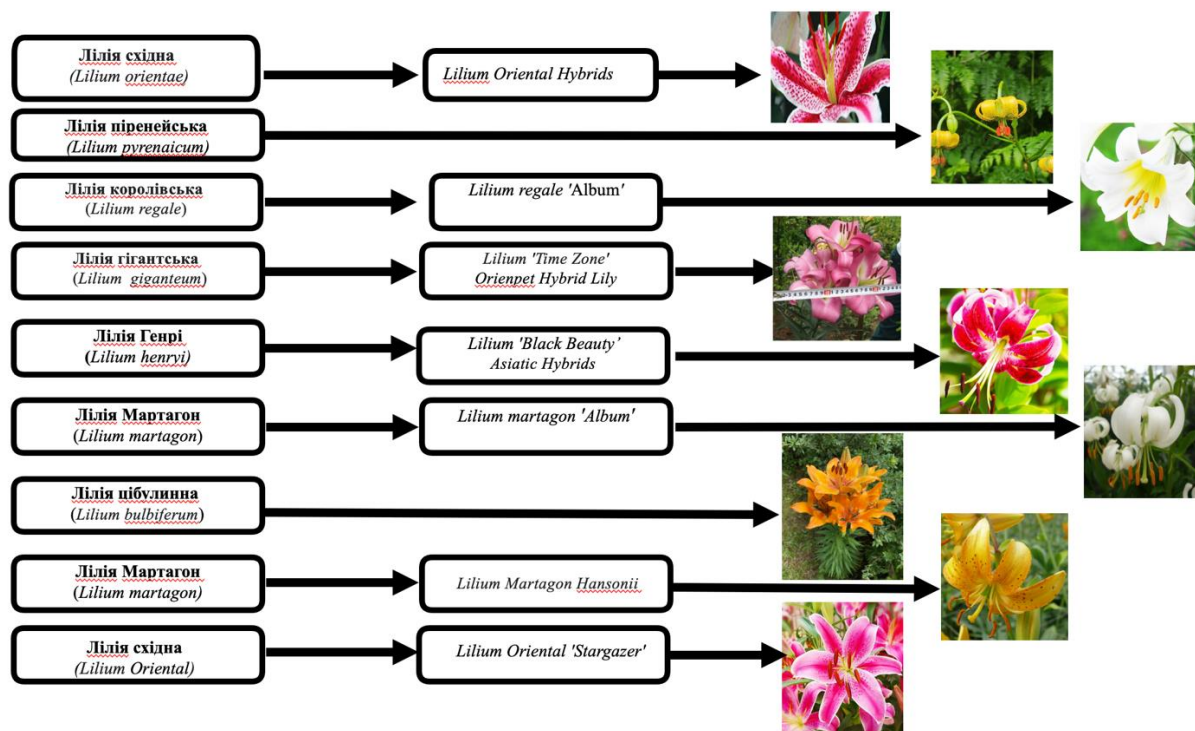 Лілія східна
(Lilium orientae)
Lilium Oriental Hybrids
Лілія піренейська
(Lilium pyrenaicum)
Лілія королівська
(Lilium regale)
Lilium regale 'Album'
Лілія гігантська
(Lilium giganteum)
Lilium 'Time Zone'
Orienpet Hybrid Lily
Лілія Генрі
(Lilium henryi)
Lilium 'Black Beauty'
Asiatic Hybrids
Лілія Мартагон
(Lilium martagon)
Lilium martagon 'Album'
Лілія цібулинна
(Lilium bulbiferum)
Лілія Мартагон
(Lilium martagon)
Lilium Martagon Hansonii
Лілія східна
(Lilium Oriental)
Lilium Oriental 'Stargazer'